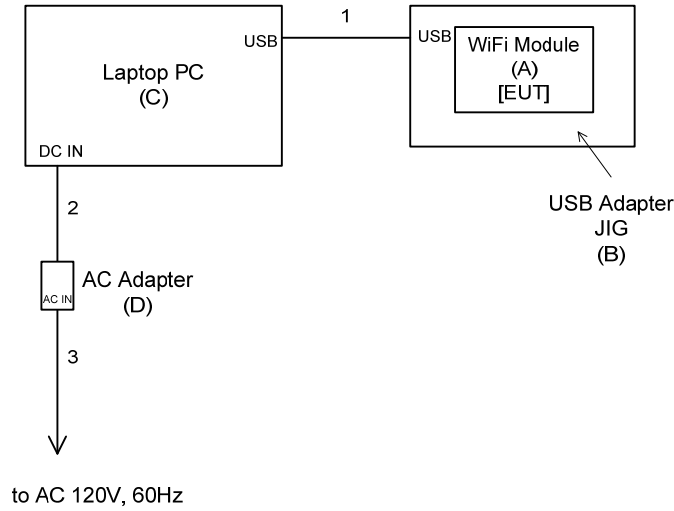 1
USB
USB
WiFi Module
(A)
[EUT]
Laptop PC
(C)
DC IN
USB Adapter
JIG
(B)
2
AC Adapter
(D)
AC IN
3
to AC 120V, 60Hz